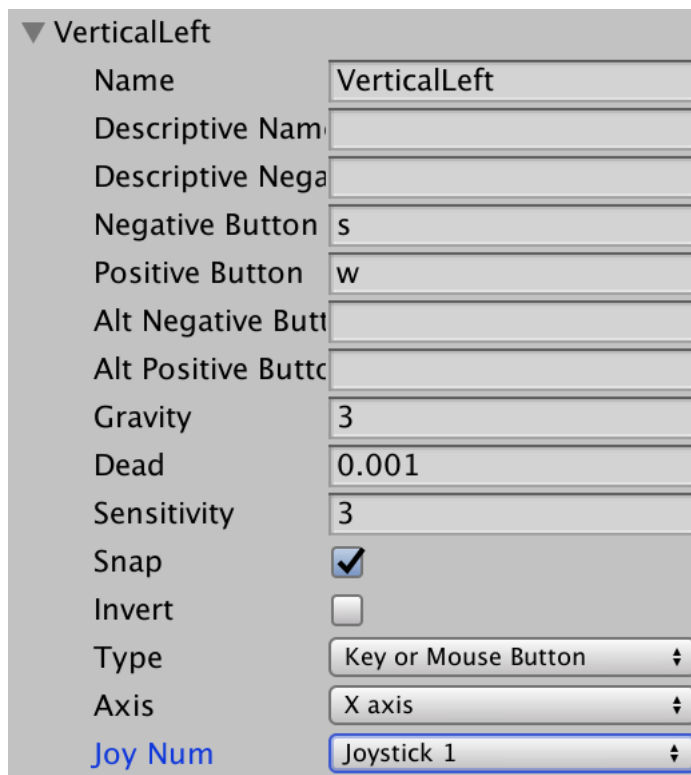 VerticalLeft
Name VerticalLeft
Descriptive Nam
Descriptive Nega
Negative Button s
Positive Button w
Alt Negative Butt
Alt Positive Butto
Gravity 3
Dead 0.001
Sensitivity 3
Snap
Invert
Type Key or Mouse Button
Axis X axis
Joy Num Joystick 1